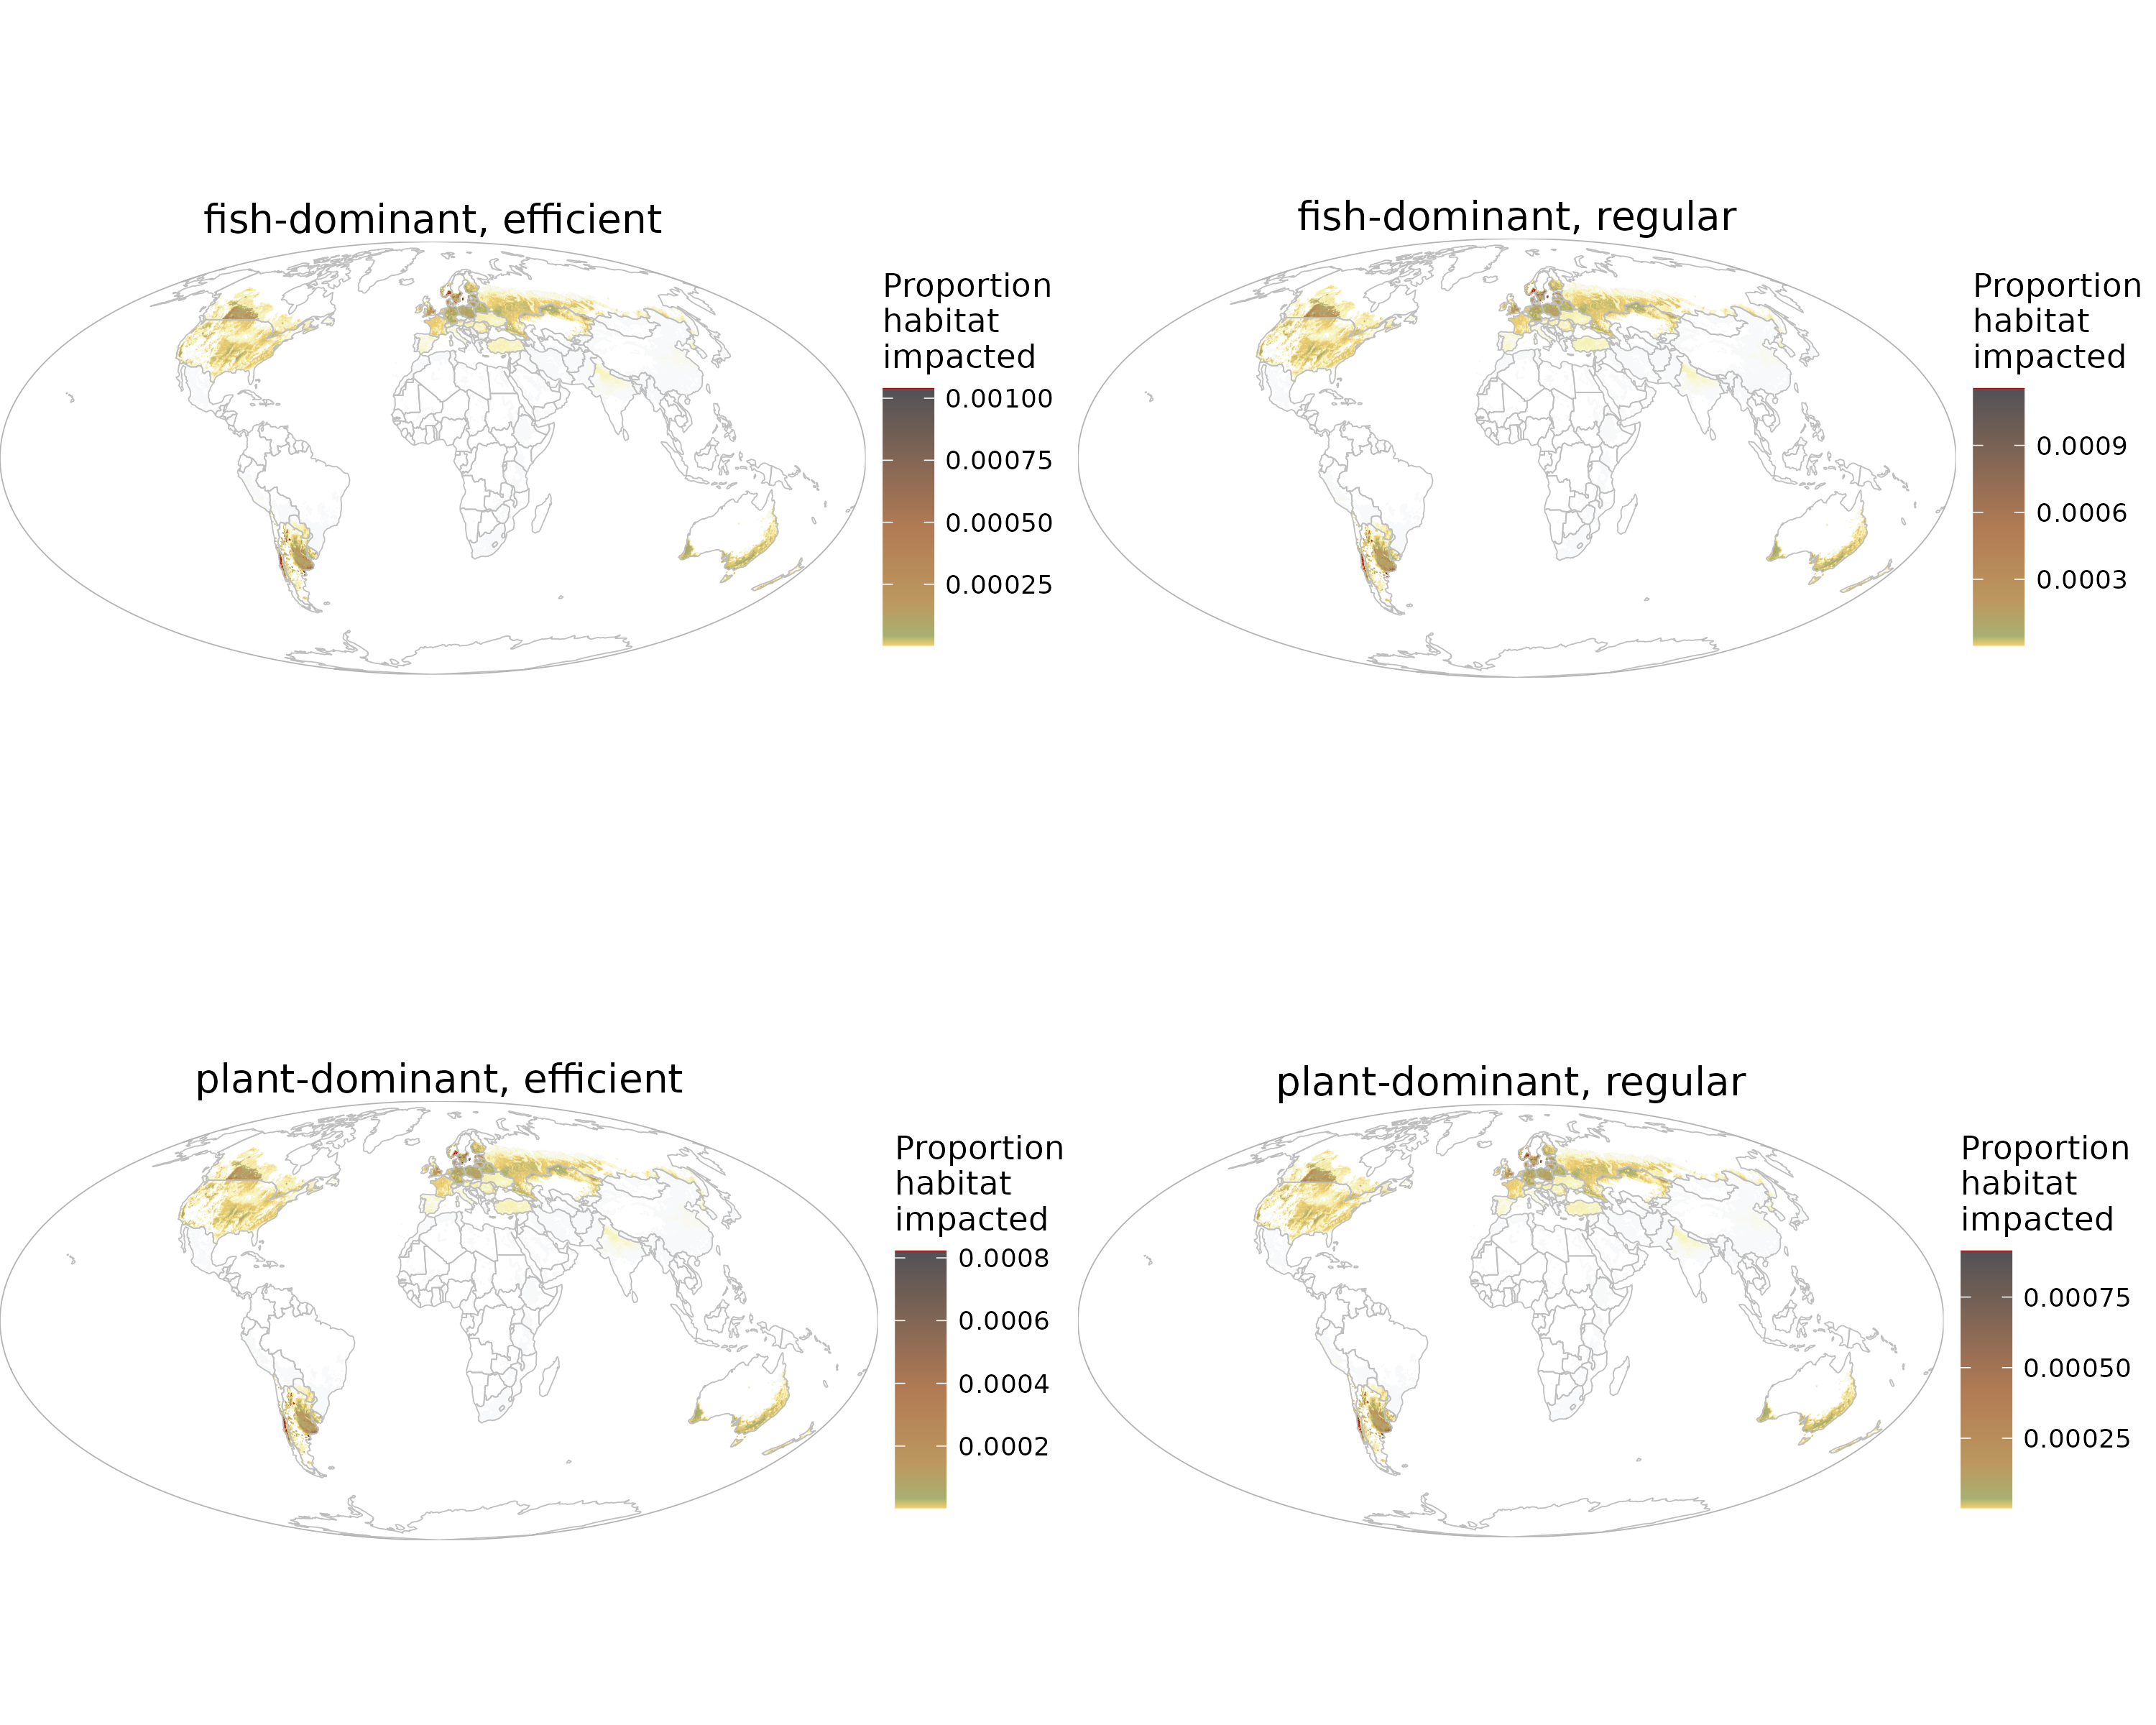 fish-dominant, efficient
Proportion
habitat
impacted
0.00100
0.00075
0.00050
0.00025
fish-dominant, regular
Proportion
habitat
impacted
0.0009
0.0006
0.0003
plant-dominant, efficient
Proportion
habitat
impacted
0.0008
0.0006
0.0004
0.0002
plant-dominant, regular
Proportion
habitat
impacted
0.00075
0.00050
0.00025